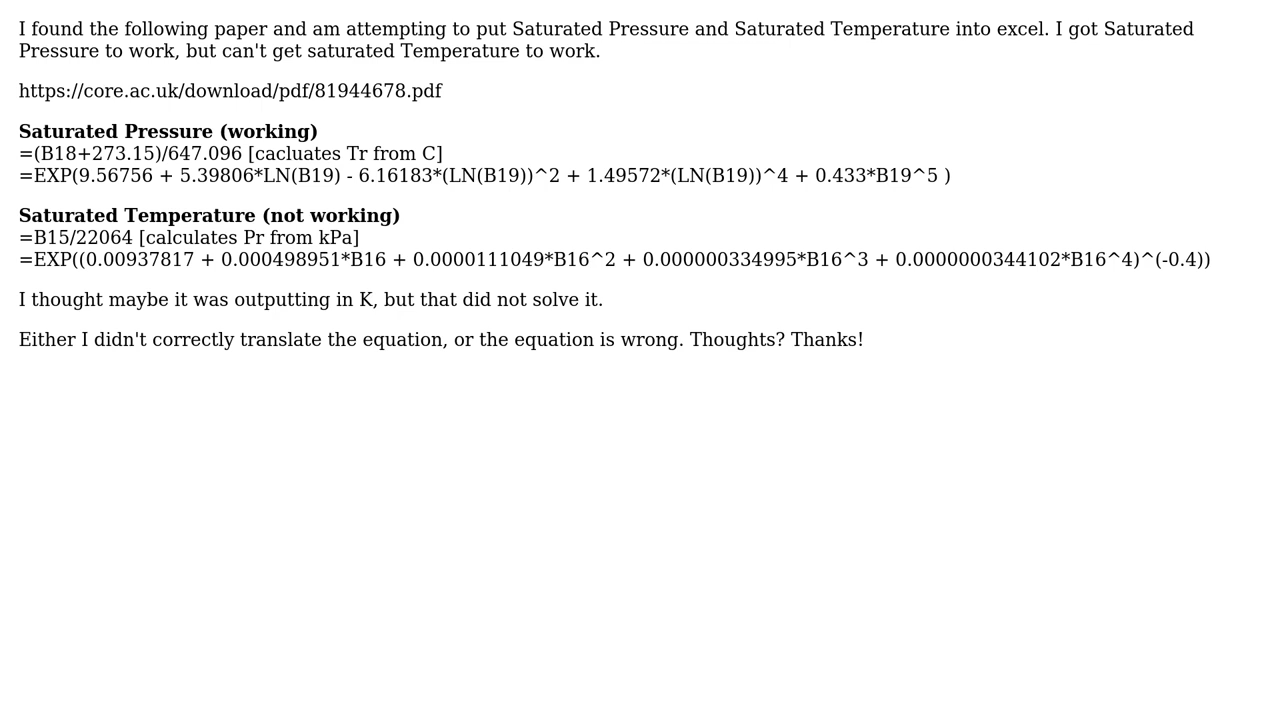 I found the following paper and am attempting to put Saturated Pressure and Saturated Temperature into excel. I got Saturated
Pressure to work, but can't get saturated Temperature to work.
https://core.ac.uk/download/pdf/81944678.pdf
Saturated Pressure (working)
=(B18+273.15)/647.096 [cacluates Tr from C]
=EXP(9.56756 + 5.39806*LN(B19) - 6.16183*(LN(B19))^2 + 1.49572*(LN(B19))^4 + 0.433*B19^5 )
Saturated Temperature (not working)
=B15/22064 [calculates Pr from kPa]
=EXP((0.00937817 + 0.000498951*B16 + 0.0000111049*B16^2 + 0.000000334995*B16^3 + 0.0000000344102*B16^4)^(-0.4))
I thought maybe it was outputting in K, but that did not solve it.
Either I didn't correctly translate the equation, or the equation is wrong. Thoughts? Thanks!